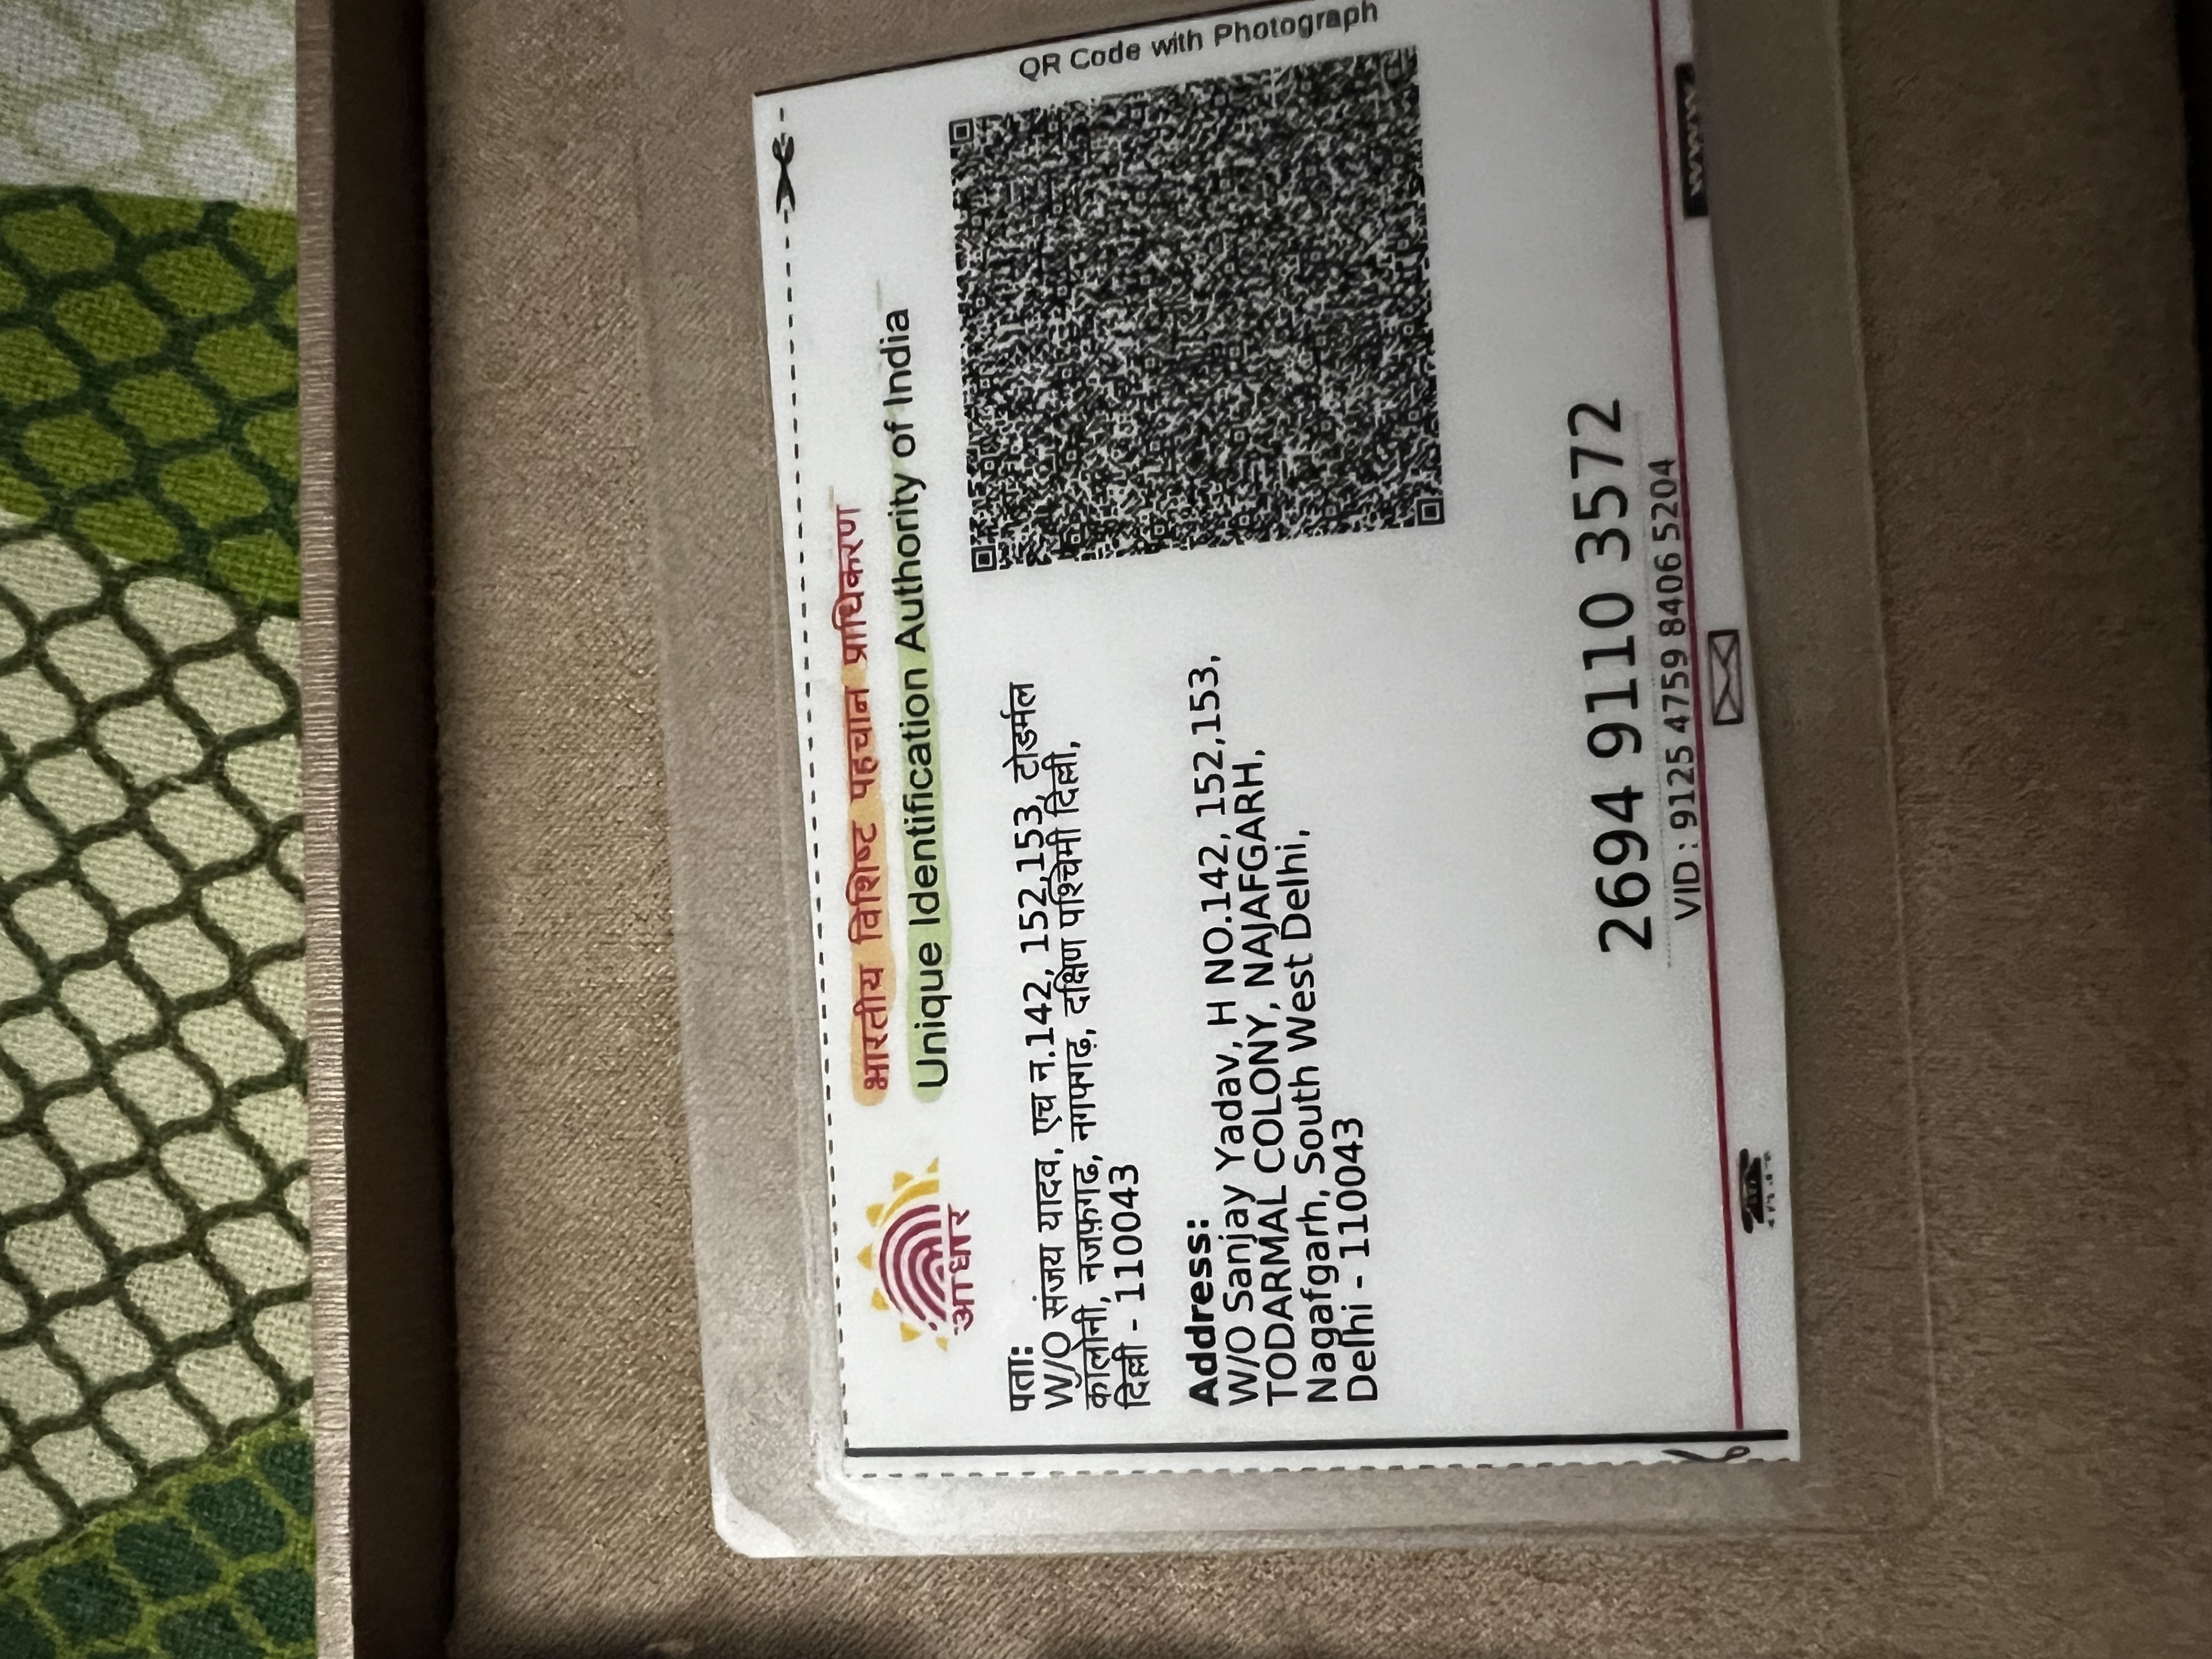 भारतीय विशिष्ट पहचान प्राधिकरण
Unique Identification Authority of India
आधार
QR Code with Photograph
पता:
W/O संजय यादव, एच न.142, 152,153, टोडर्मल
कालोनी, नजफ़गढ, नगफ्गढ़, दक्षिण पश्चिमी दिल्ली,
दिल्ली - 110043
Address:
W/O Sanjay Yadav, H NO.142, 152,153,
TODARMAL COLONY, NAJAFGARH,
Nagafgarh, South West Delhi,
Delhi - 110043
2694 9110 3572
VID : 9125 4759 8406 5204